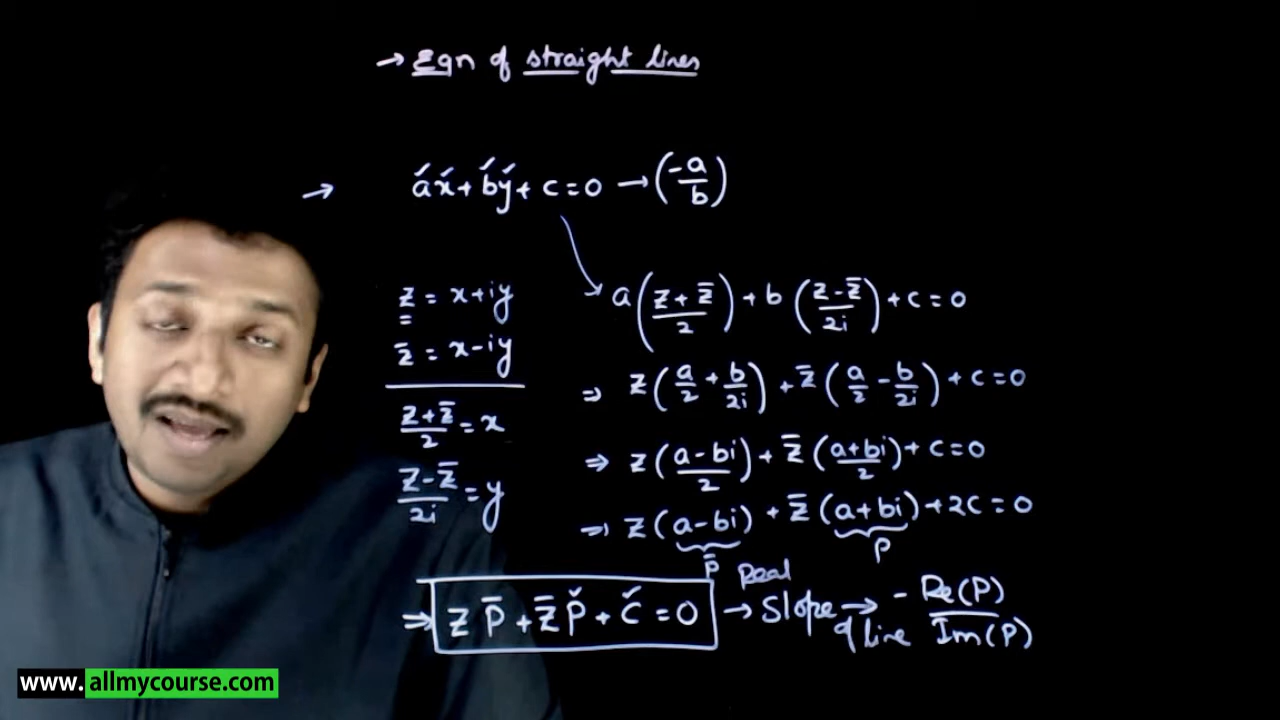 → Eqn of straight lines
→ ax + by + c = 0 → (-a/b)
z = x + iy
z̄ = x - iy
(z + z̄)/2 = x
(z - z̄)/2i = y
a((z + z̄)/2) + b((z - z̄)/2i) + c = 0
⇒ z(a/2 + b/2i) + z̄(a/2 - b/2i) + c = 0
⇒ z((a - bi)/2) + z̄((a + bi)/2) + c = 0
⇒ z(a - bi) + z̄(a + bi) + 2c = 0
p̄ p
⇒ z p̄ + z̄ p + c = 0 → Real Slope of line → - Re(P)/Im(P)
www.allmycourse.com